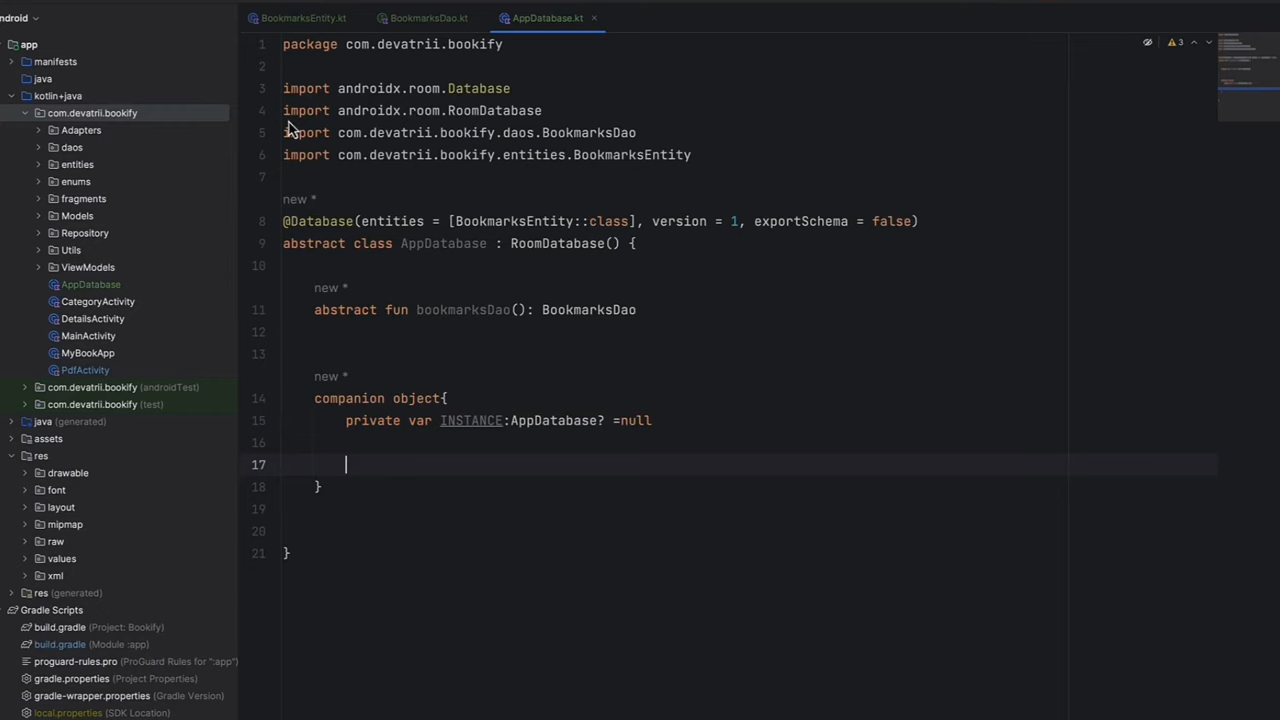 ndroid
app
manifests
java
kotlin+java
com.devatrii.bookify
Adapters
daos
entities
enums
fragments
Models
Repository
Utils
ViewModels
AppDatabase
CategoryActivity
DetailsActivity
MainActivity
MyBookApp
PdfActivity
com.devatrii.bookify (androidTest)
com.devatrii.bookify (test)
java (generated)
assets
res
drawable
font
layout
mipmap
raw
values
xml
res (generated)
Gradle Scripts
build.gradle (Project: Bookify)
build.gradle (Module :app)
proguard-rules.pro (ProGuard Rules for ":app")
gradle.properties (Project Properties)
gradle-wrapper.properties (Gradle Version)
local.properties (SDK Location)
BookmarksEntity.kt BookmarksDao.kt AppDatabase.kt
3
1 package com.devatrii.bookify
2
3 import androidx.room.Database
4 import androidx.room.RoomDatabase
5 import com.devatrii.bookify.daos.BookmarksDao
6 import com.devatrii.bookify.entities.BookmarksEntity
7
new *
8 @Database(entities = [BookmarksEntity::class], version = 1, exportSchema = false)
9 abstract class AppDatabase : RoomDatabase() {
10
new *
11 abstract fun bookmarksDao(): BookmarksDao
12
13
new *
14 companion object{
15 private var INSTANCE:AppDatabase? =null
16
17
18 }
19
20
21 }